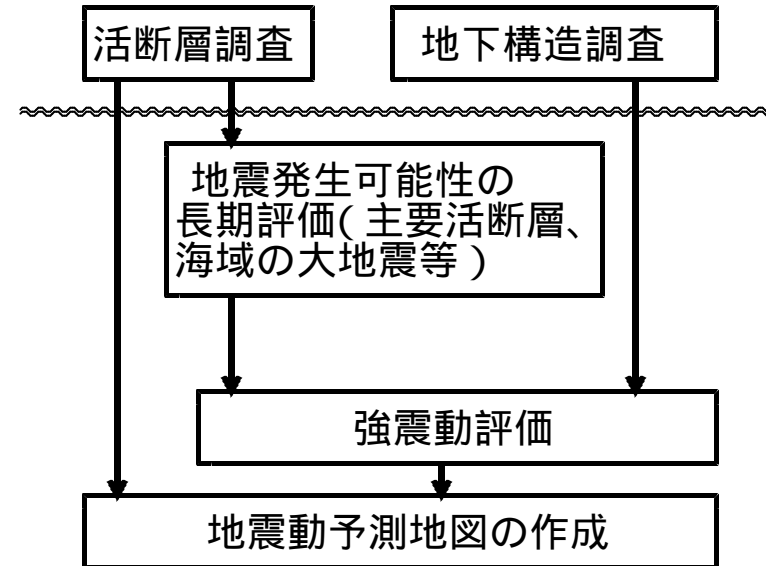 活断層調査
地下構造調査
地震発生可能性の
長期評価(主要活断層、
海域の大地震等)
強震動評価
地震動予測地図の作成